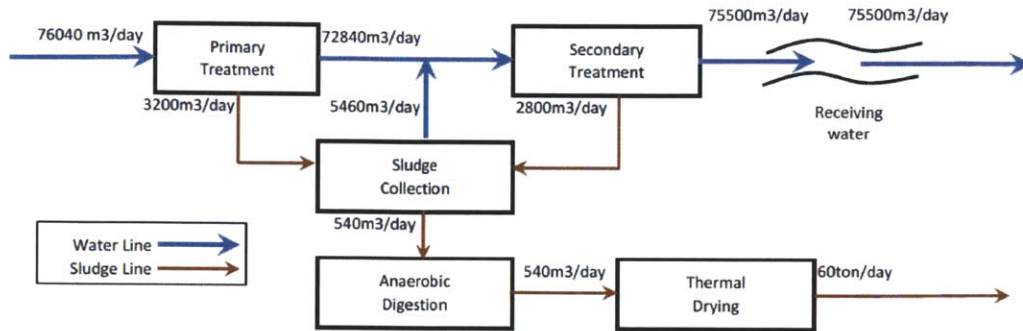 76040 m3/day
Primary
Treatment
72840m3/day
Secondary
Treatment
75500m3/day
75500m3/day
3200m3/day
5460m3/day
2800m3/day
Receiving
water
Sludge
Collection
540m3/day
Water Line
Sludge Line
Anaerobic
Digestion
540m3/day
Thermal
Drying
60ton/day